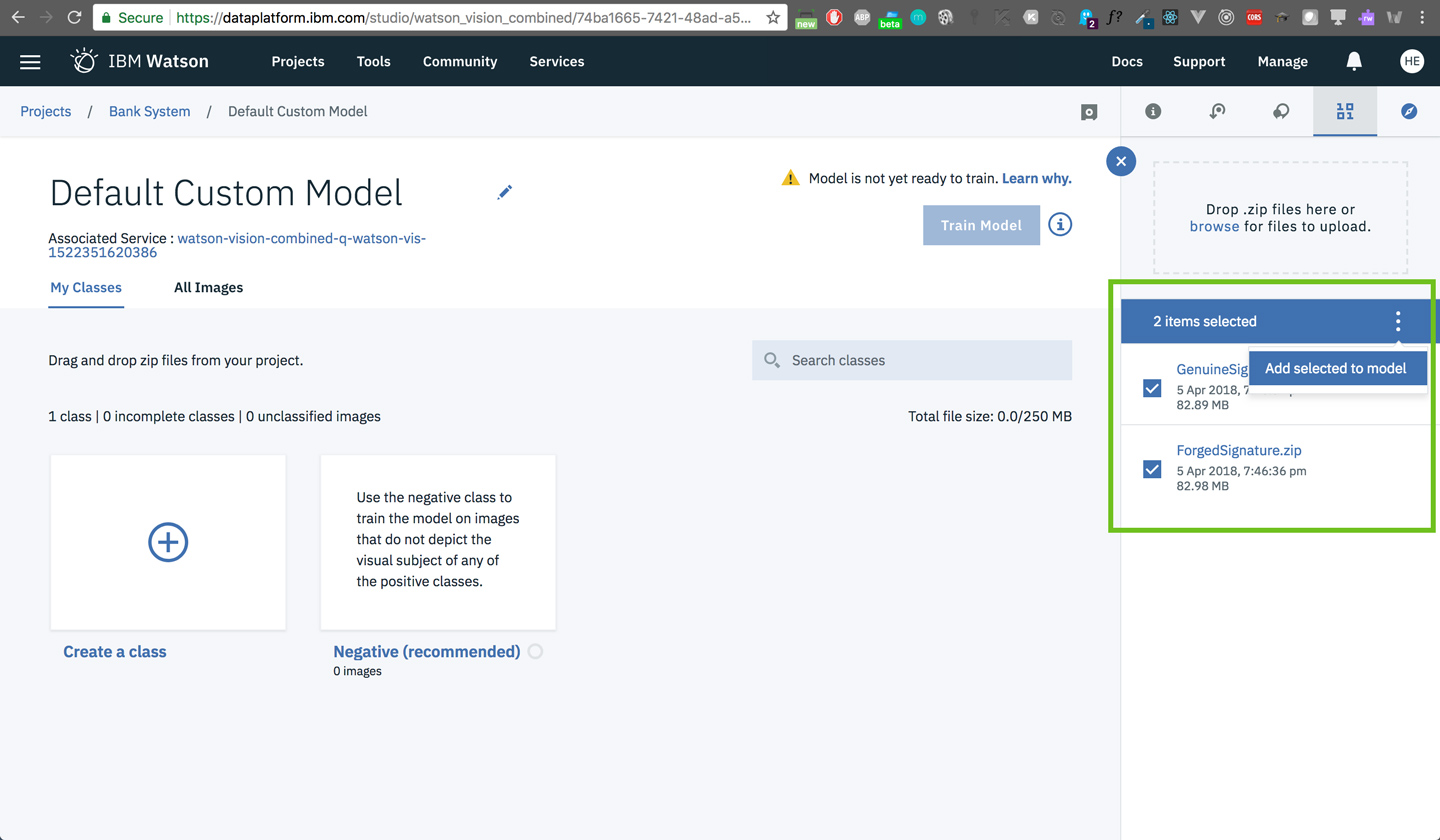 Secure https://dataplatform.ibm.com/studio/watson_vision_combined/74ba1665-7421-48ad-a5...
new ABP beta m K 2 f? CORS rw
IBM Watson Projects Tools Community Services Docs Support Manage HE
Projects / Bank System / Default Custom Model
Default Custom Model
Associated Service : watson-vision-combined-q-watson-vis-
1522351620386
Model is not yet ready to train. Learn why.
Train Model
My Classes All Images
Drag and drop zip files from your project.
Search classes
1 class | 0 incomplete classes | 0 unclassified images
Total file size: 0.0/250 MB
Create a class
Use the negative class to
train the model on images
that do not depict the
visual subject of any of
the positive classes.
Negative (recommended)
0 images
Drop .zip files here or
browse for files to upload.
2 items selected
Add selected to model
GenuineSig
5 Apr 2018, 7
82.89 MB
ForgedSignature.zip
5 Apr 2018, 7:46:36 pm
82.98 MB